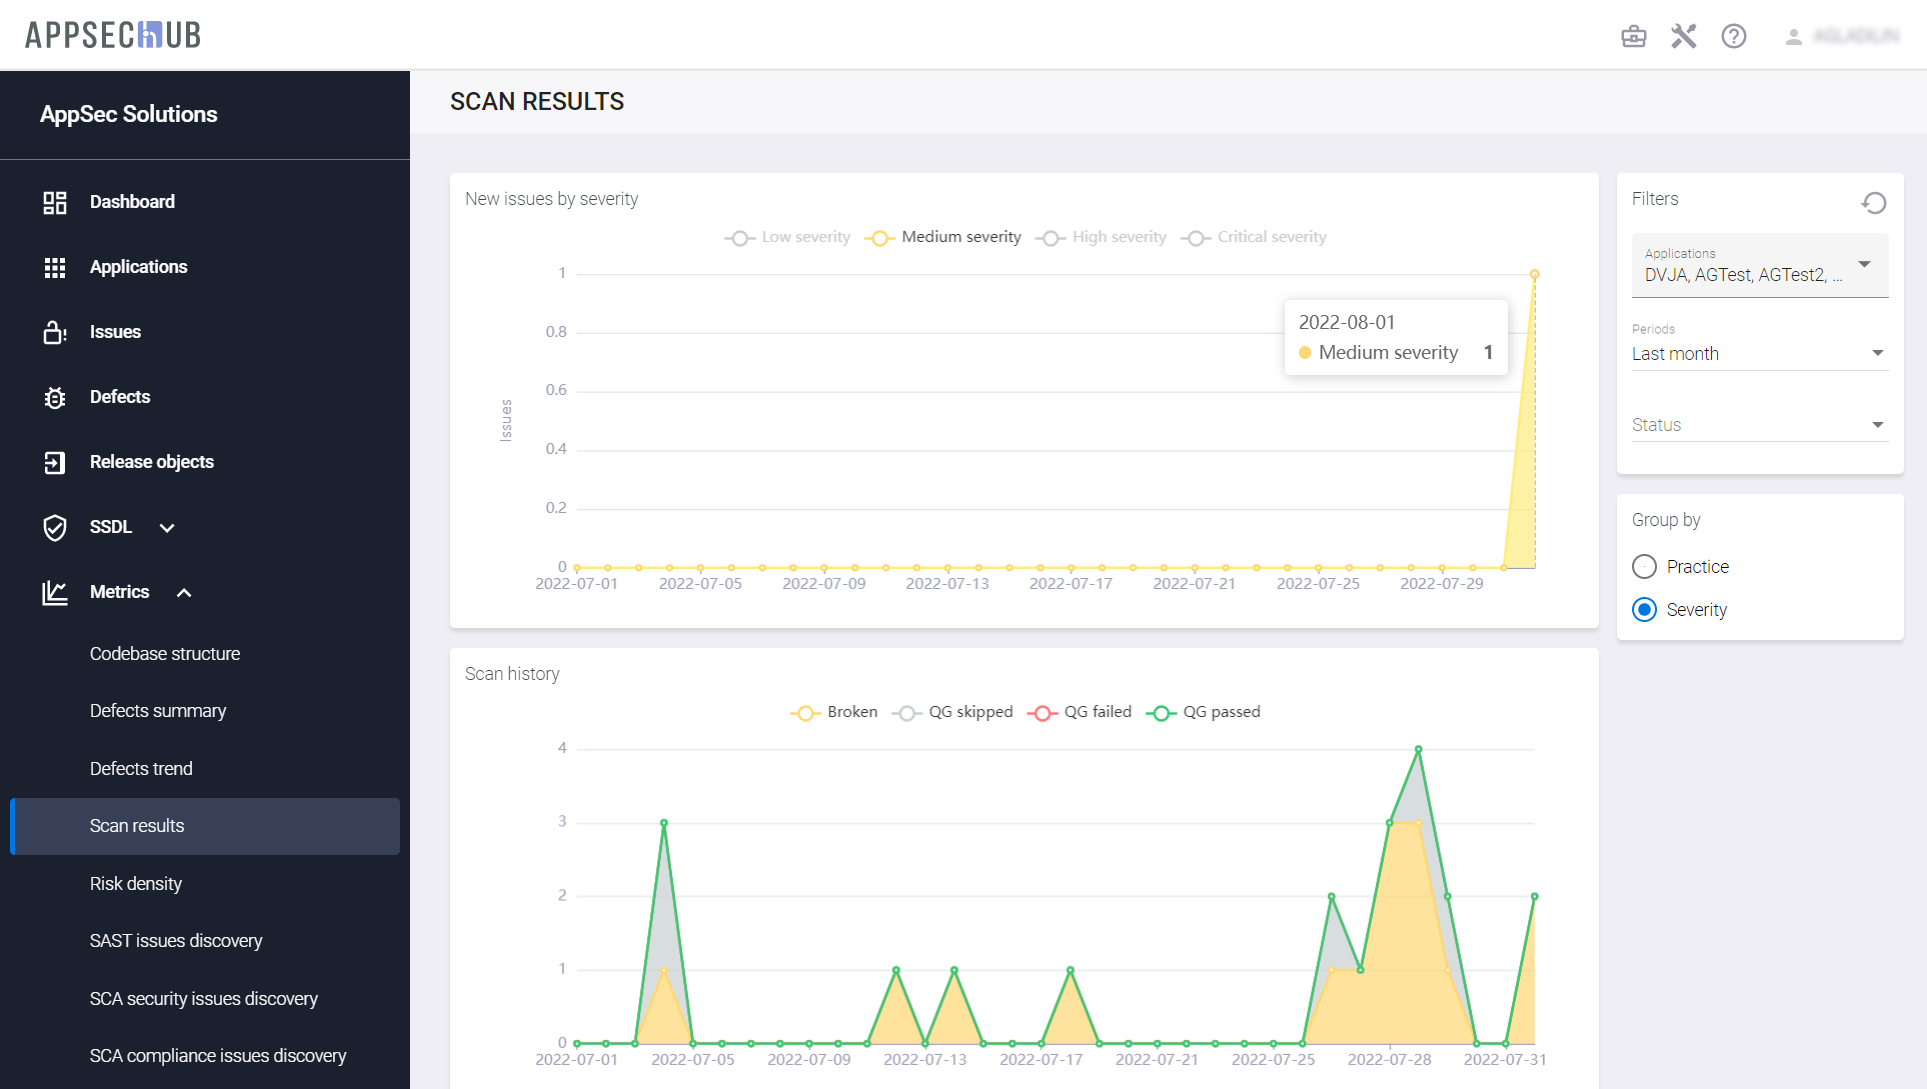 APPSECHUB
AppSec Solutions
Dashboard
Applications
Issues
Defects
Release objects
SSDL
Metrics
Codebase structure
Defects summary
Defects trend
Scan results
Risk density
SAST issues discovery
SCA security issues discovery
SCA compliance issues discovery
SCAN RESULTS
New issues by severity
Low severity Medium severity High severity Critical severity
1
0.8
0.6
0.4
0.2
0
Issues
2022-08-01
Medium severity 1
2022-07-01 2022-07-05 2022-07-09 2022-07-13 2022-07-17 2022-07-21 2022-07-25 2022-07-29
Scan history
Broken QG skipped QG failed QG passed
4
3
2
1
0
2022-07-01 2022-07-05 2022-07-09 2022-07-13 2022-07-17 2022-07-21 2022-07-25 2022-07-28 2022-07-31
Filters
Applications
DVJA, AGTest, AGTest2, ...
Periods
Last month
Status
Group by
Practice
Severity